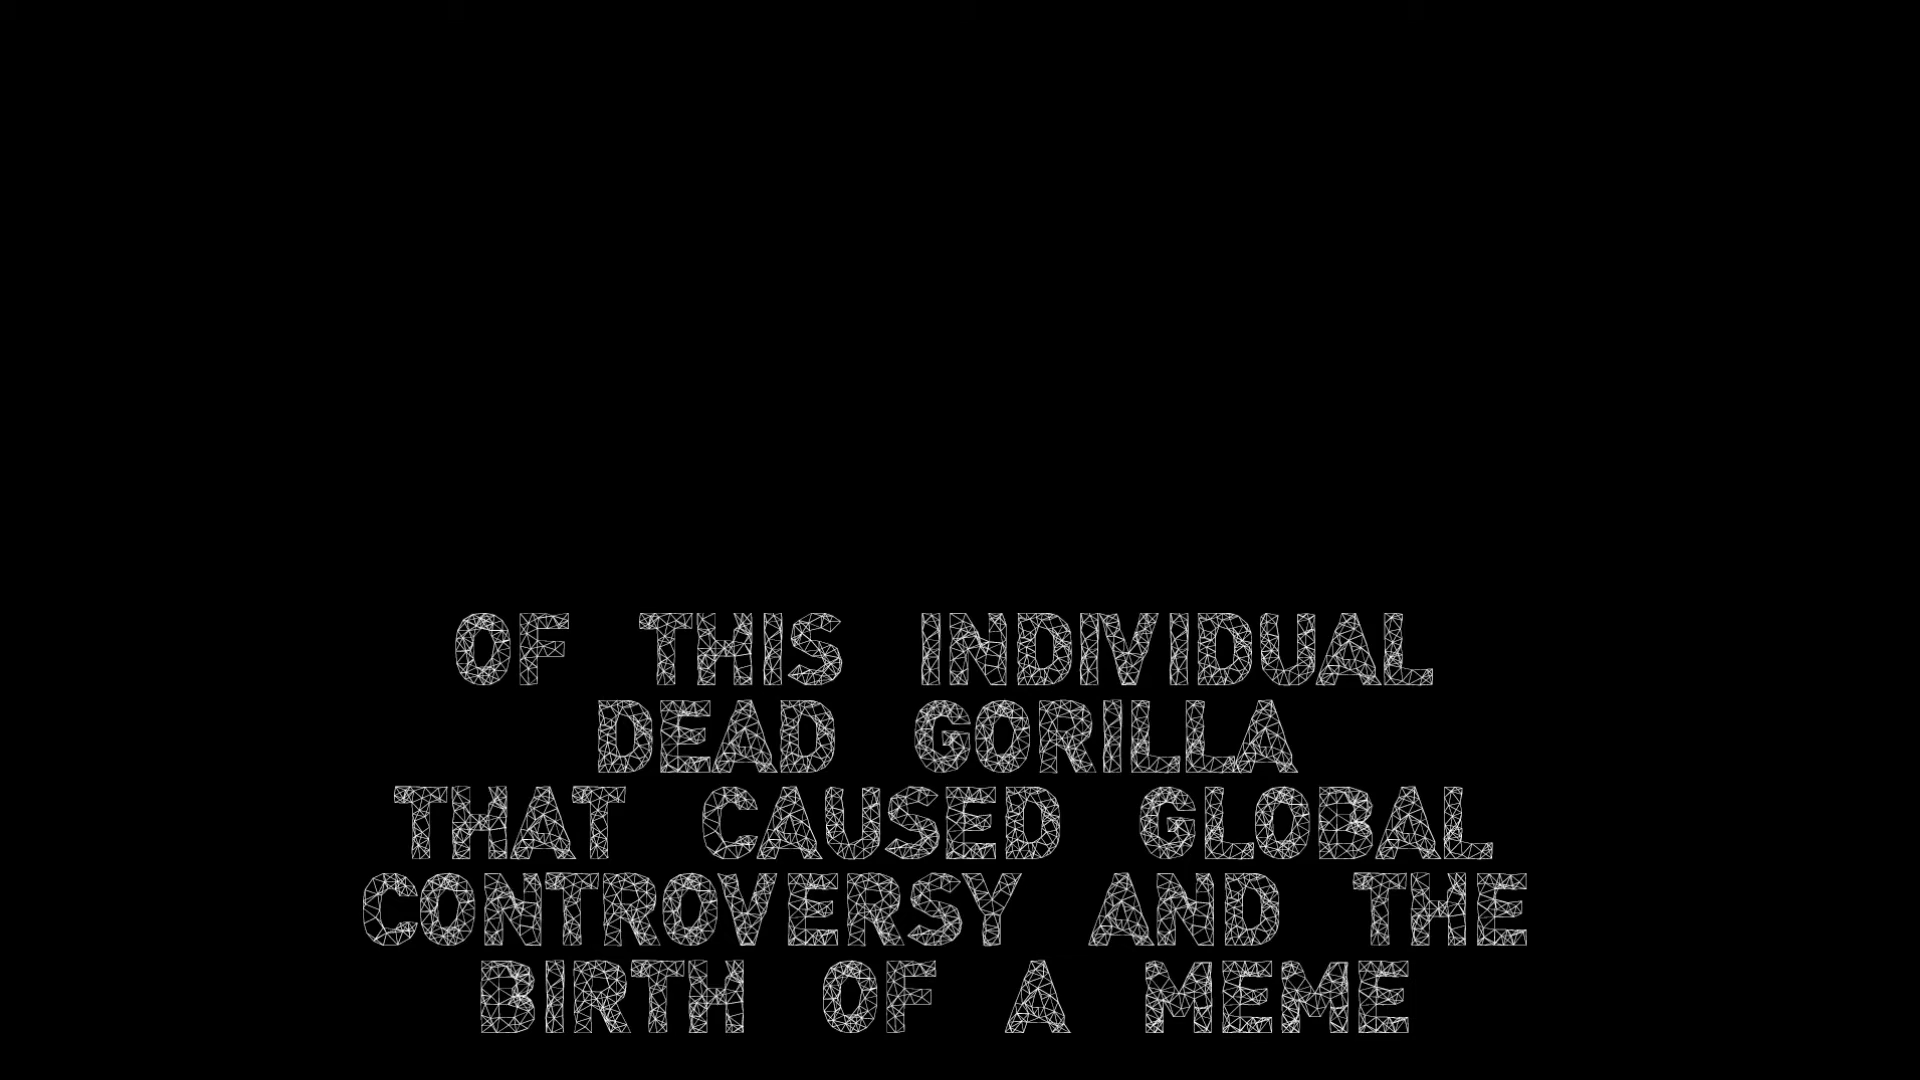 OF THIS INDIVIDUAL
DEAD GORILLA
THAT CAUSED GLOBAL
CONTROVERSY AND THE
BIRTH OF A MEME